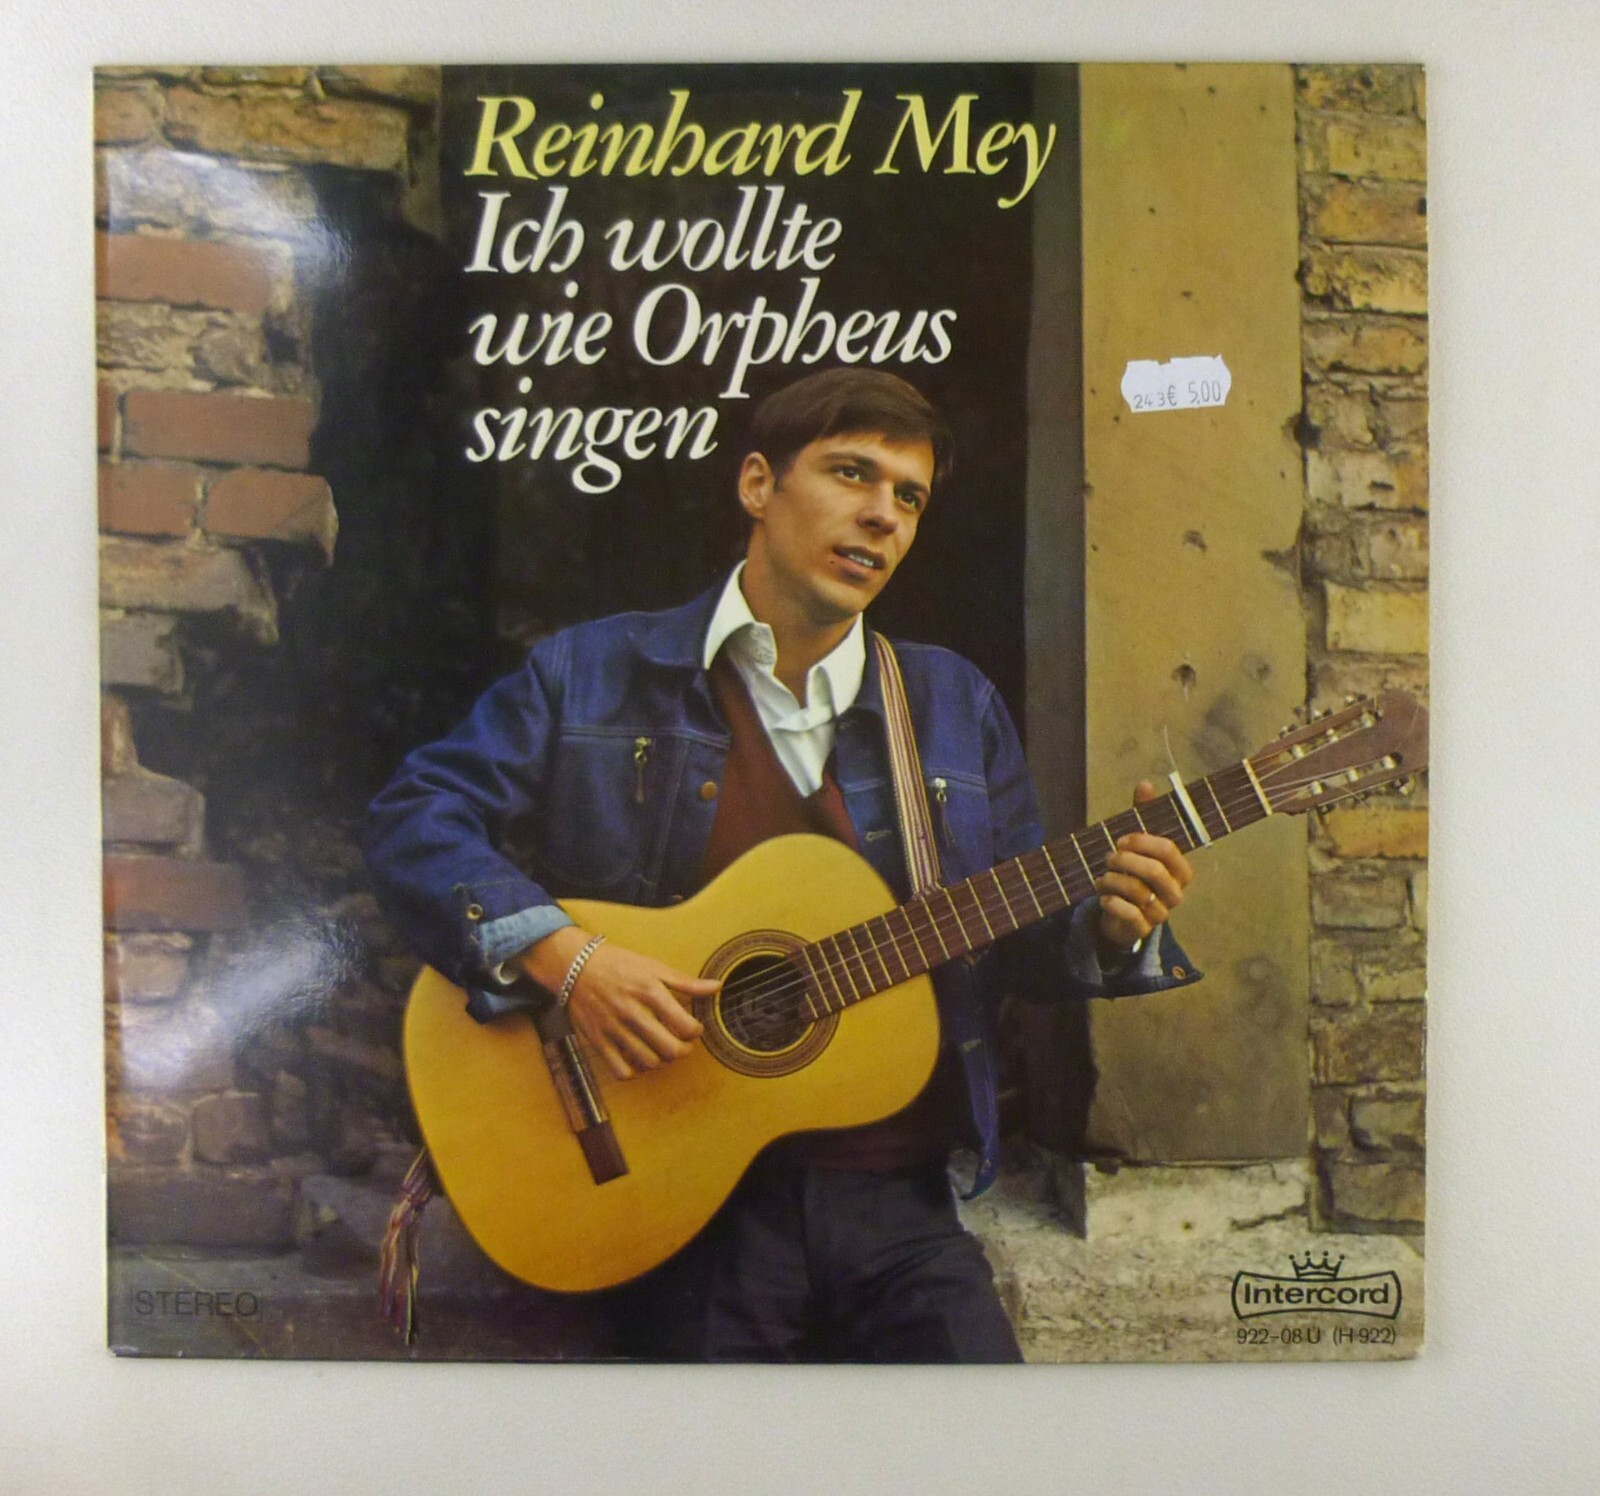 Reinhard Mey
Ich wollte
wie Orpheus
singen
243€ 5,00
STEREO
Intercord
922-08 U (H 922)